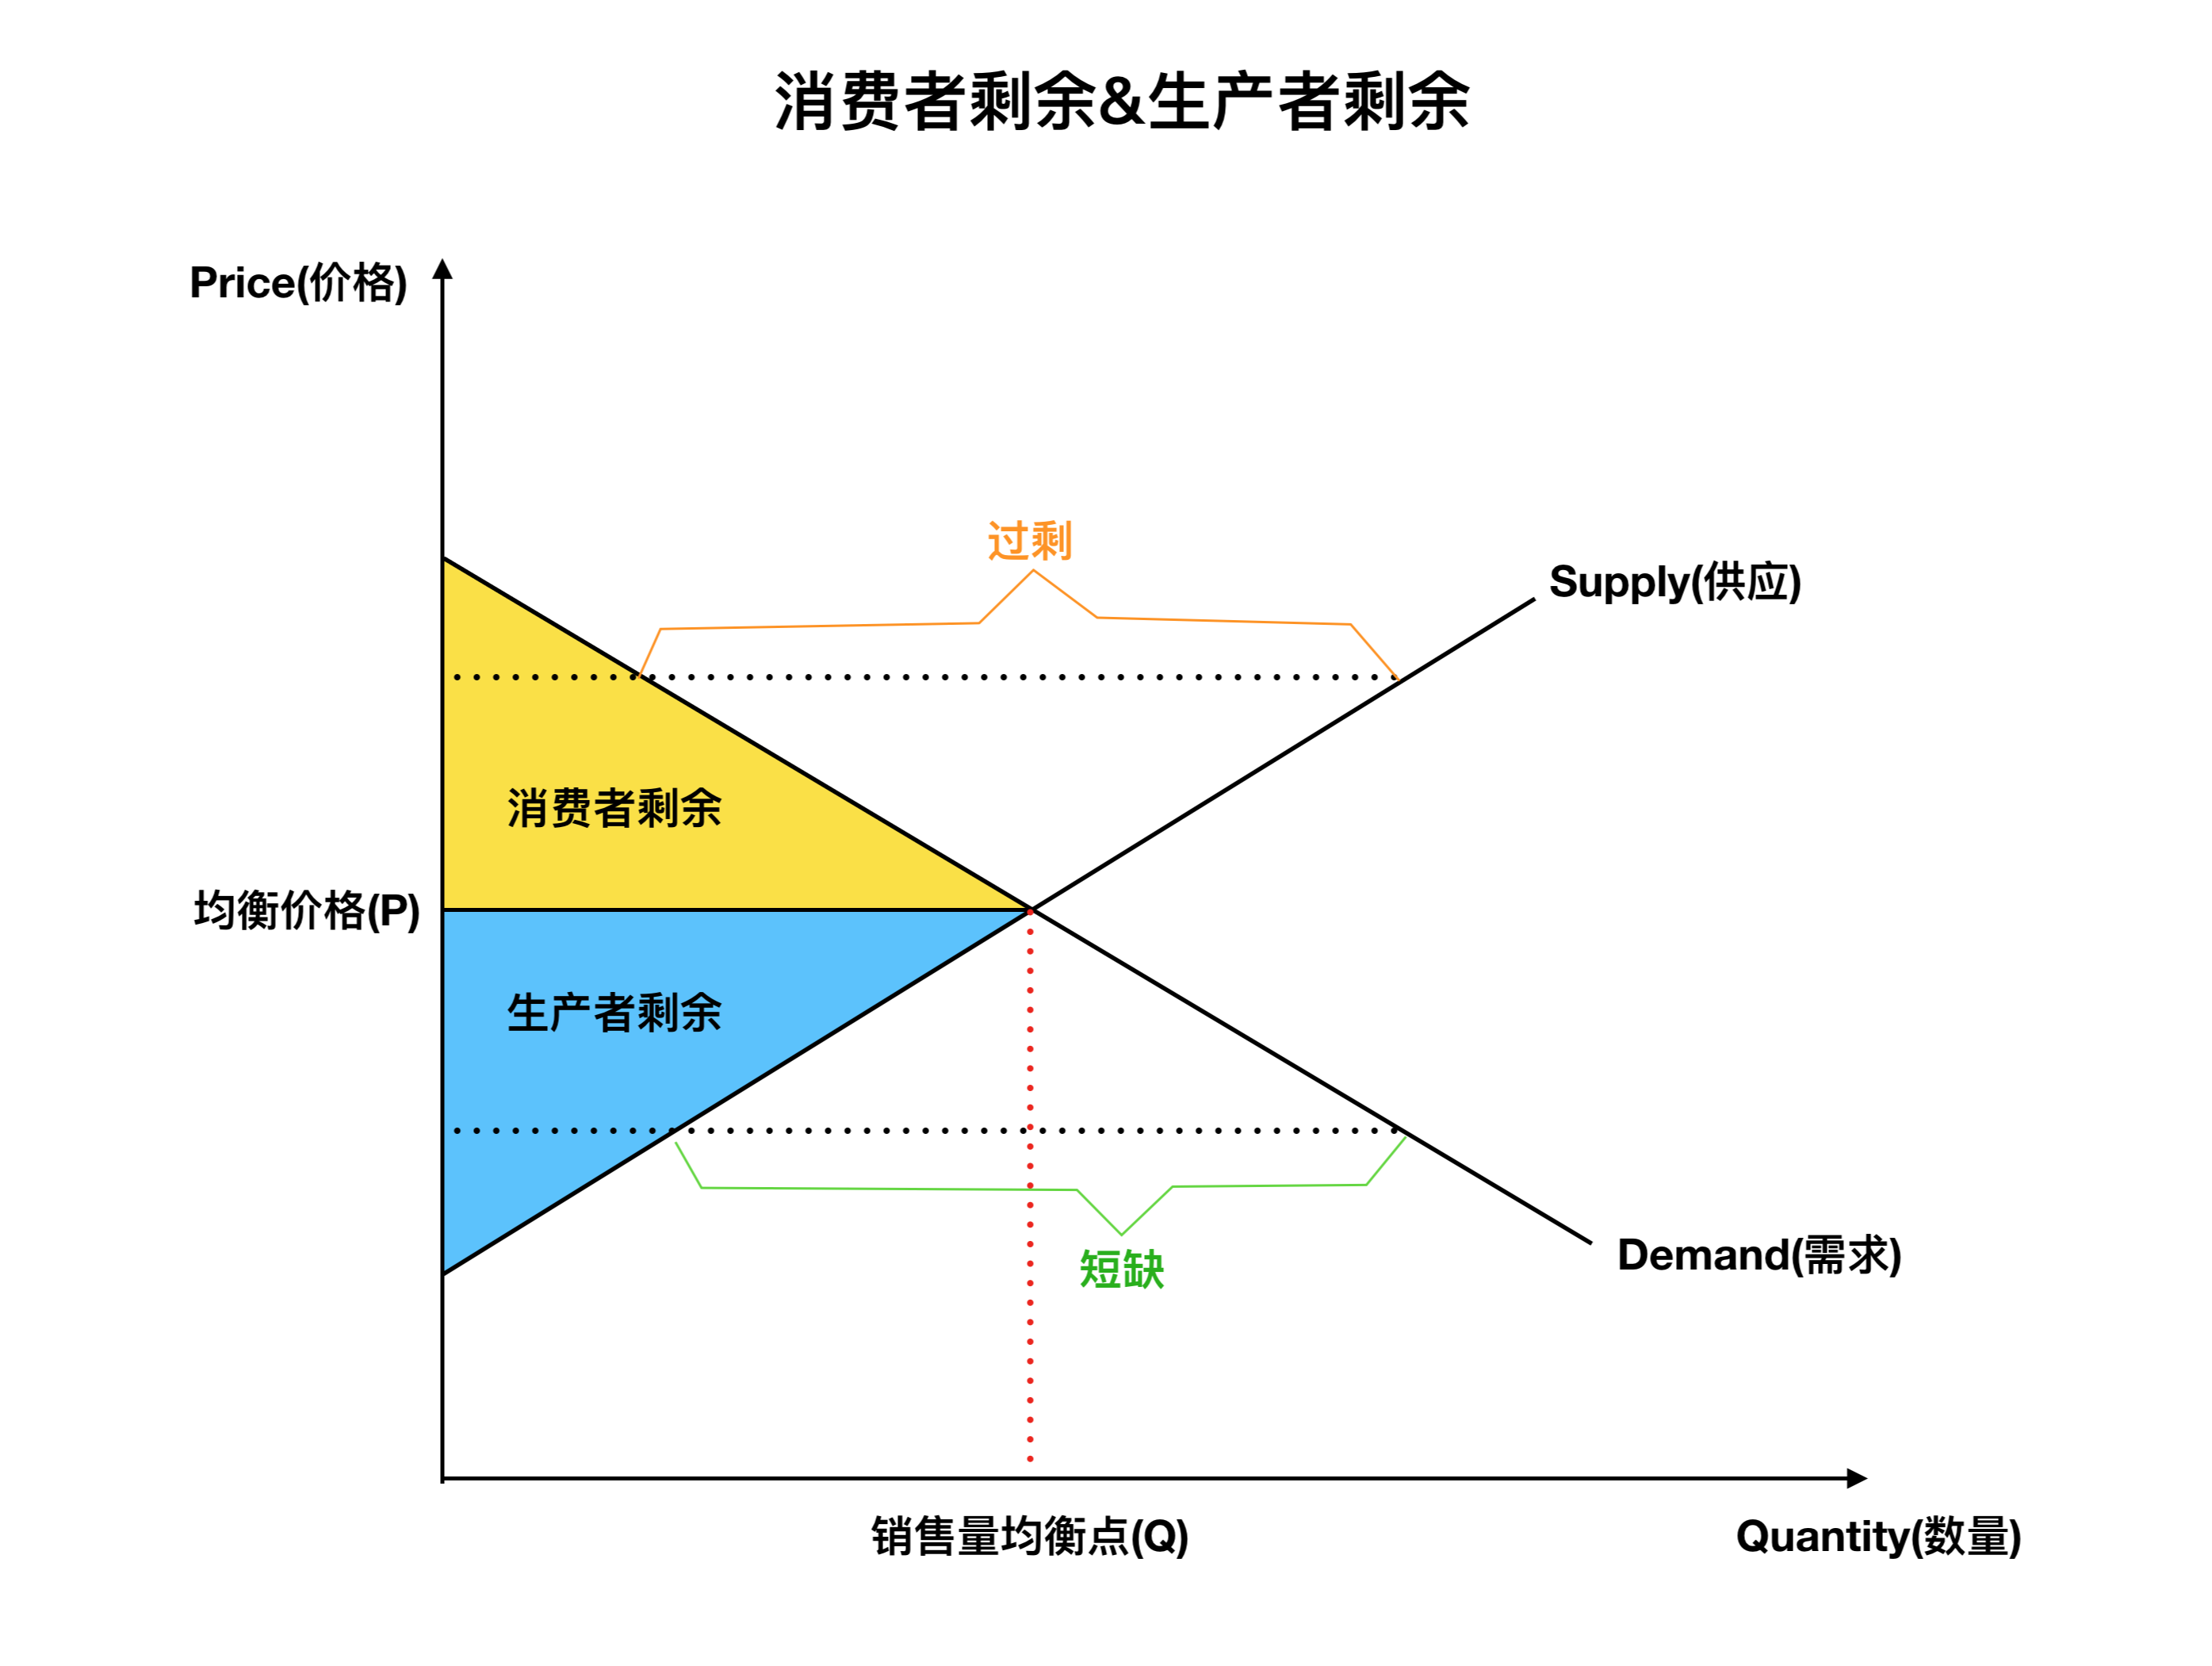 消费者剩余&生产者剩余
Price(价格)
过剩
Supply(供应)
消费者剩余
均衡价格(P)
生产者剩余
Demand(需求)
短缺
销售量均衡点(Q)
Quantity(数量)